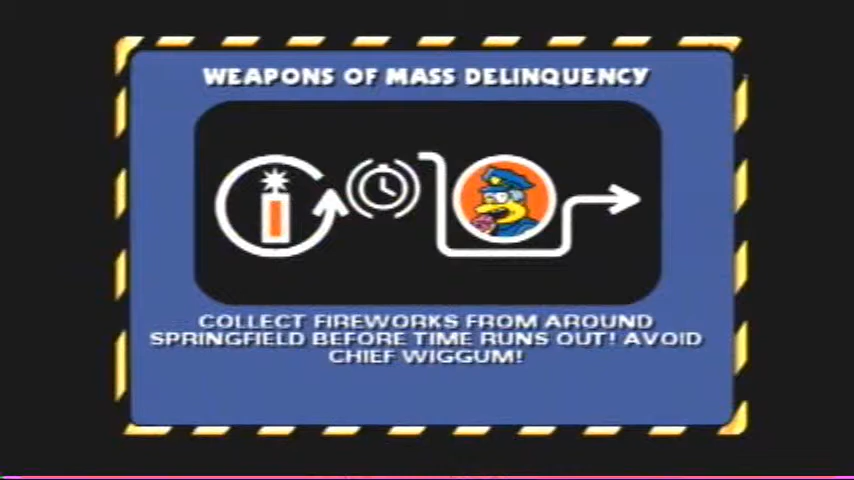 WEAPONS OF MASS DELINQUENCY
COLLECT FIREWORKS FROM AROUND
SPRINGFIELD BEFORE TIME RUNS OUT! AVOID
CHIEF WIGGUM!